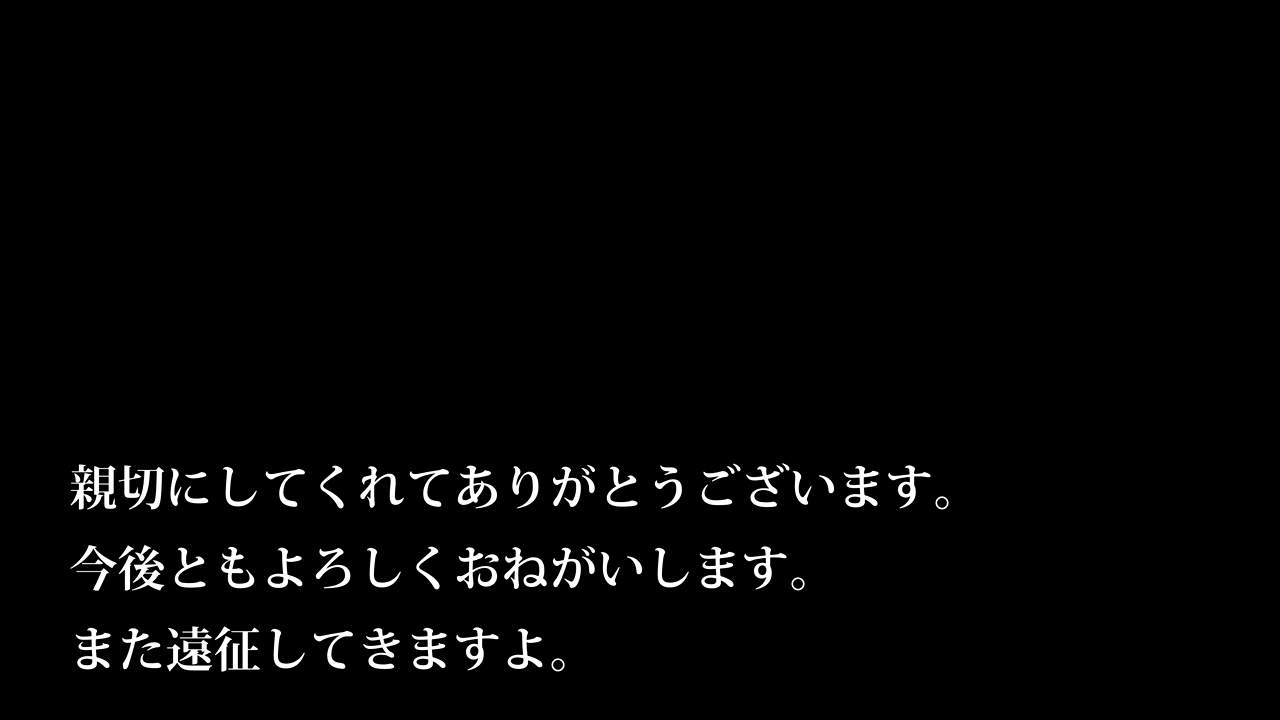 親切にしてくれてありがとうございます。
今後ともよろしくおねがいします。
また遠征してきますよ。